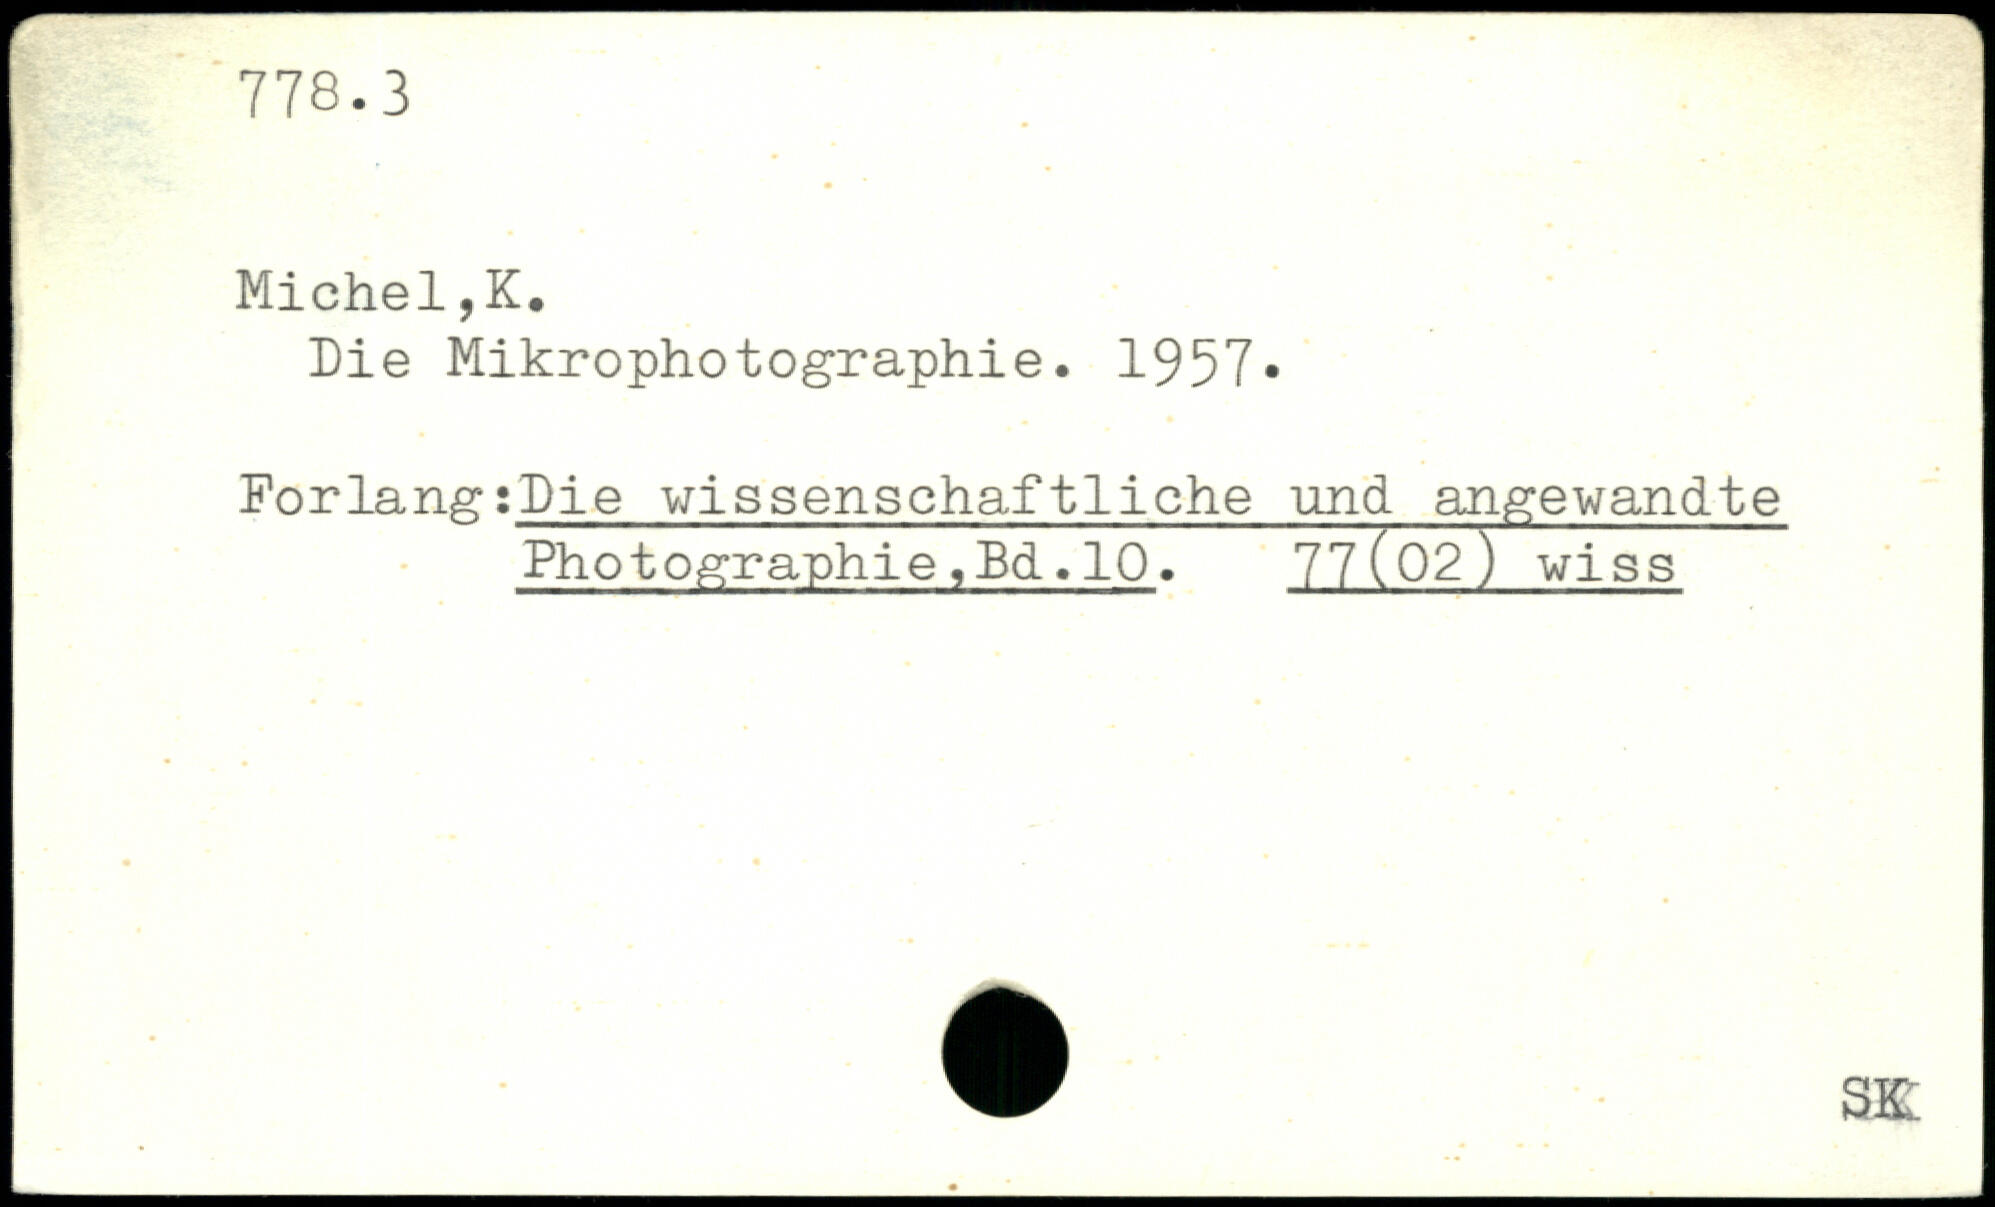 778.3
Michel,K.
Die Mikrophotographie. 1957.
Forlang:Die wissenschaftliche und angewandte
Photographie,Bd.10. 77(02) wiss
SK